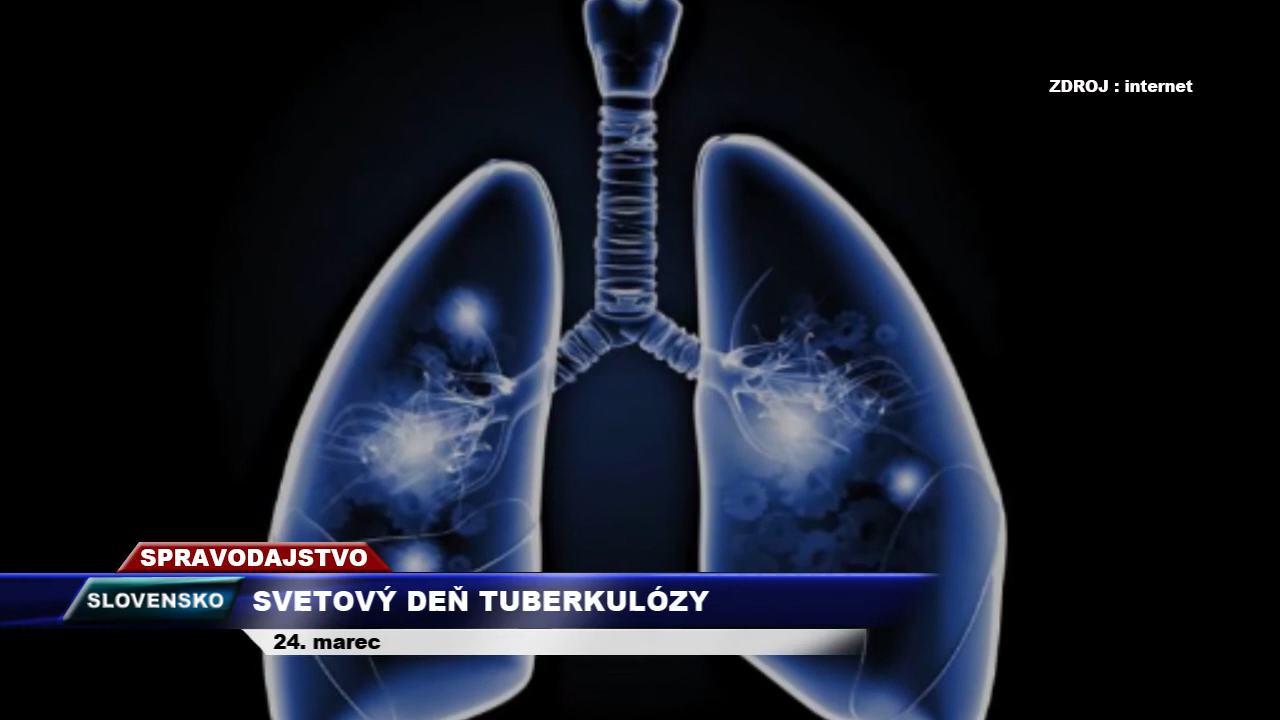 ZDROJ : internet
SPRAVODAJSTVO
SLOVENSKO
SVETOVÝ DEŇ TUBERKULÓZY
24. marec